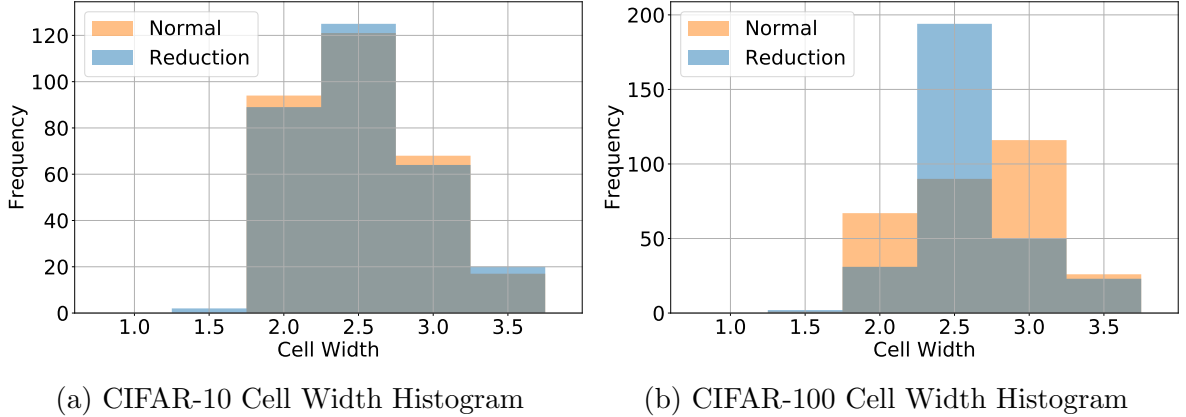 Normal
Reduction
120
100
80
60
40
20
0
Frequency
1.0 1.5 2.0 2.5 3.0 3.5
Cell Width
(a) CIFAR-10 Cell Width Histogram
Normal
Reduction
200
150
100
50
0
Frequency
1.0 1.5 2.0 2.5 3.0 3.5
Cell Width
(b) CIFAR-100 Cell Width Histogram